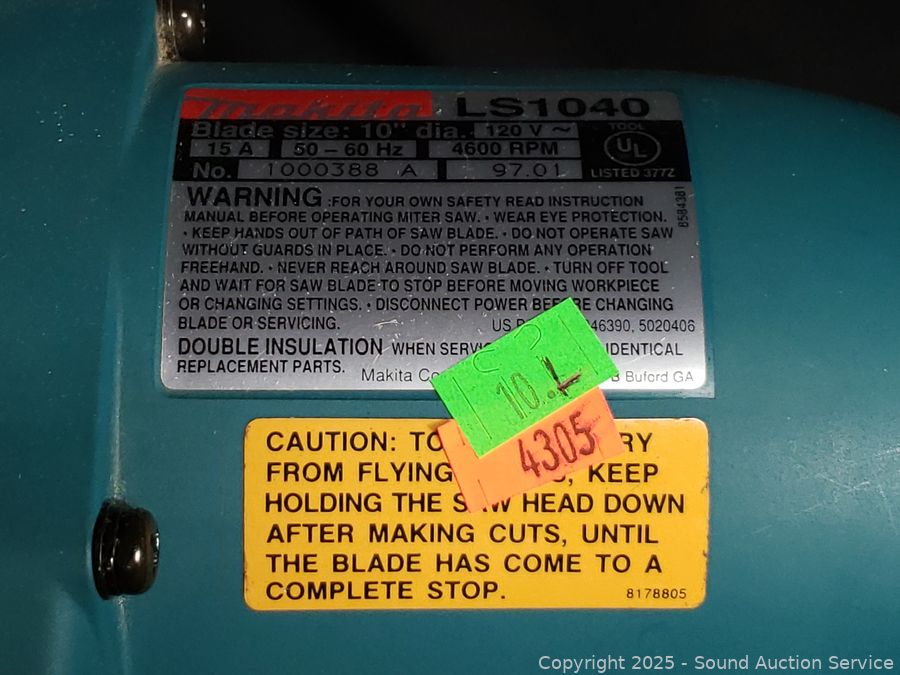 Makita LS1040
Blade size: 10" dia. 120 V ~
15 A 50 – 60 Hz 4600 RPM
No. 1000388 A 97.01
TOOL
UL
LISTED 377Z
8584381
WARNING :FOR YOUR OWN SAFETY READ INSTRUCTION
MANUAL BEFORE OPERATING MITER SAW. • WEAR EYE PROTECTION.
• KEEP HANDS OUT OF PATH OF SAW BLADE. • DO NOT OPERATE SAW
WITHOUT GUARDS IN PLACE. • DO NOT PERFORM ANY OPERATION
FREEHAND. • NEVER REACH AROUND SAW BLADE. • TURN OFF TOOL
AND WAIT FOR SAW BLADE TO STOP BEFORE MOVING WORKPIECE
OR CHANGING SETTINGS. • DISCONNECT POWER BEFORE CHANGING
BLADE OR SERVICING. US 46390, 5020406
DOUBLE INSULATION WHEN IDENTICAL
REPLACEMENT PARTS. Makita Buford GA
4305
CAUTION: TO
FROM FLYING KEEP
HOLDING THE SAW HEAD DOWN
AFTER MAKING CUTS, UNTIL
THE BLADE HAS COME TO A
COMPLETE STOP. 8178805
Copyright 2025 - Sound Auction Service